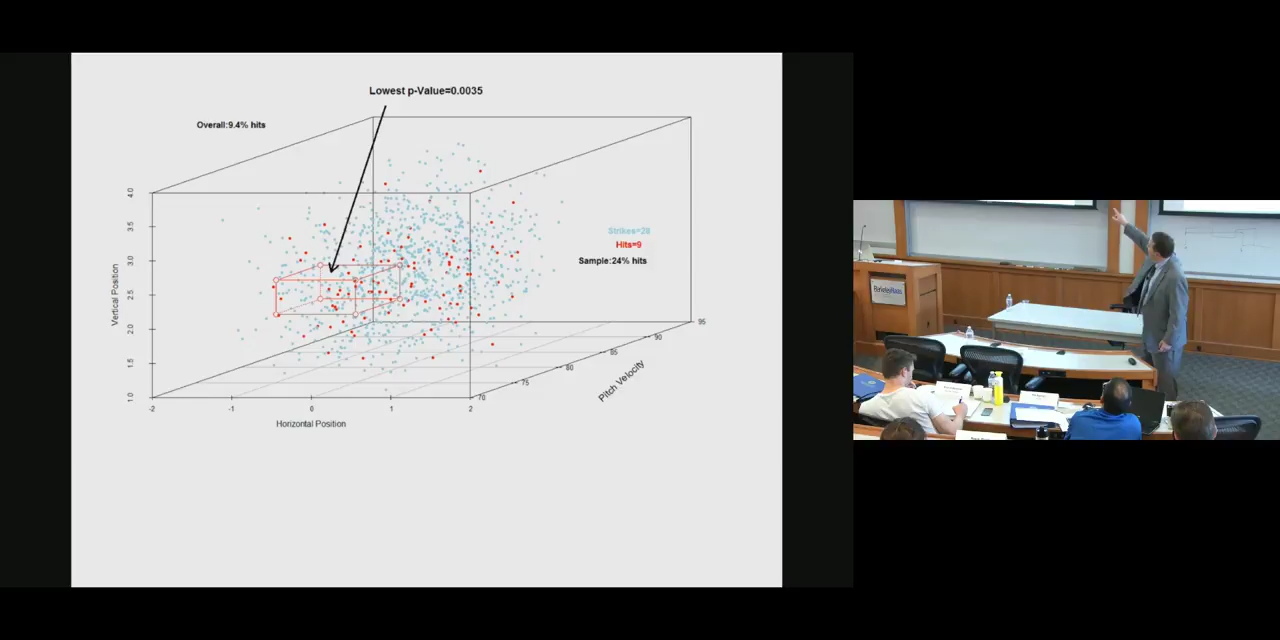 Lowest p-Value=0.0035
Overall:9.4% hits
Strikes=28
Hits=9
Sample:24% hits
Vertical Position
4.0
3.5
3.0
2.5
2.0
1.5
1.0
-2
-1
0
1
2
Horizontal Position
70
75
80
85
90
95
Pitch Velocity
BerkeleyHaas